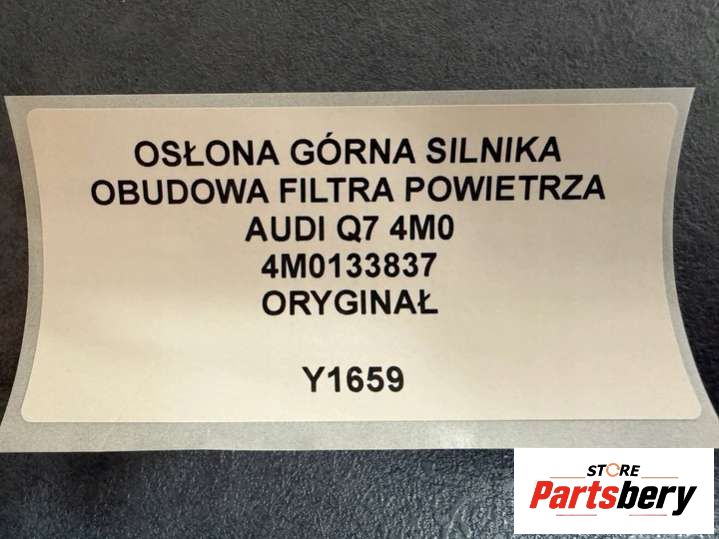 OSŁONA GÓRNA SILNIKA
OBUDOWA FILTRA POWIETRZA
AUDI Q7 4M0
4M0133837
ORYGINAŁ
Y1659
STORE
Partsbery